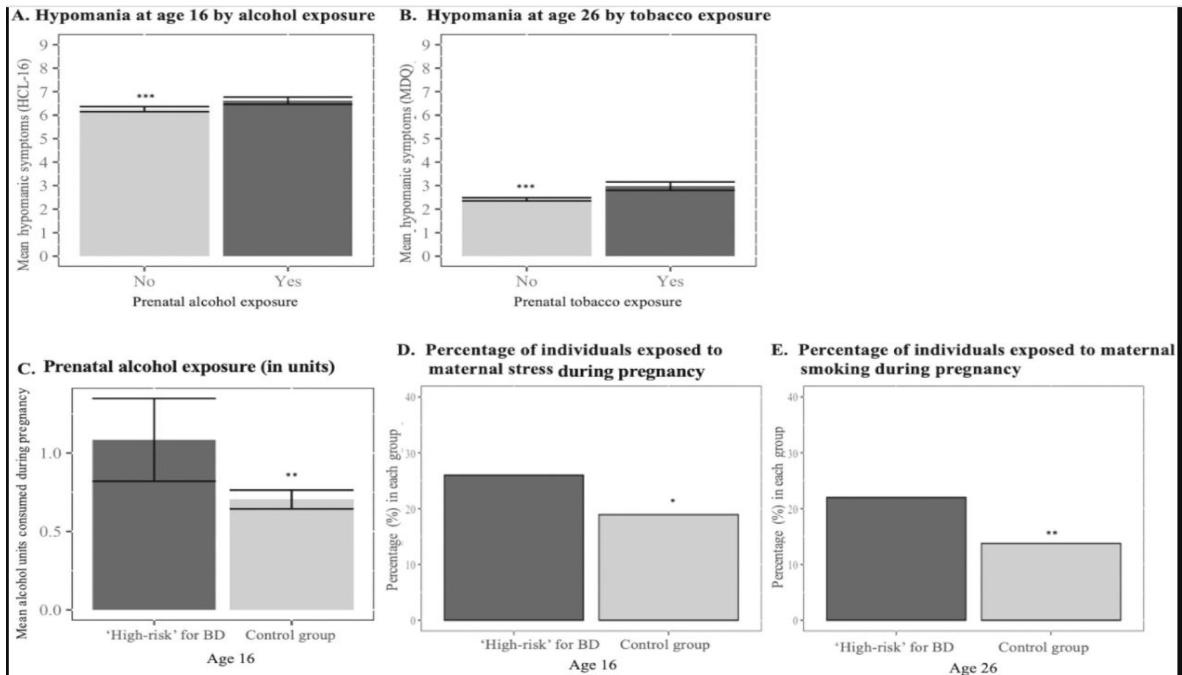 A. Hypomania at age 16 by alcohol exposure
Mean hypomanic symptoms (HCL-16)
9
8
7
6
5
4
3
2
1
0
***
No
Yes
Prenatal alcohol exposure
B. Hypomania at age 26 by tobacco exposure
Mean hypomanic symptoms (MDQ)
9
8
7
6
5
4
3
2
1
0
***
No
Yes
Prenatal tobacco exposure
C. Prenatal alcohol exposure (in units)
Mean alcohol units consumed during pregnancy
1.0
0.5
0.0
**
'High-risk' for BD
Control group
Age 16
D. Percentage of individuals exposed to
maternal stress during pregnancy
Percentage (%) in each group
40
30
20
10
0
*
'High-risk' for BD
Control group
Age 16
E. Percentage of individuals exposed to maternal
smoking during pregnancy
Percentage (%) in each group
40
30
20
10
0
**
'High-risk' for BD
Control group
Age 26